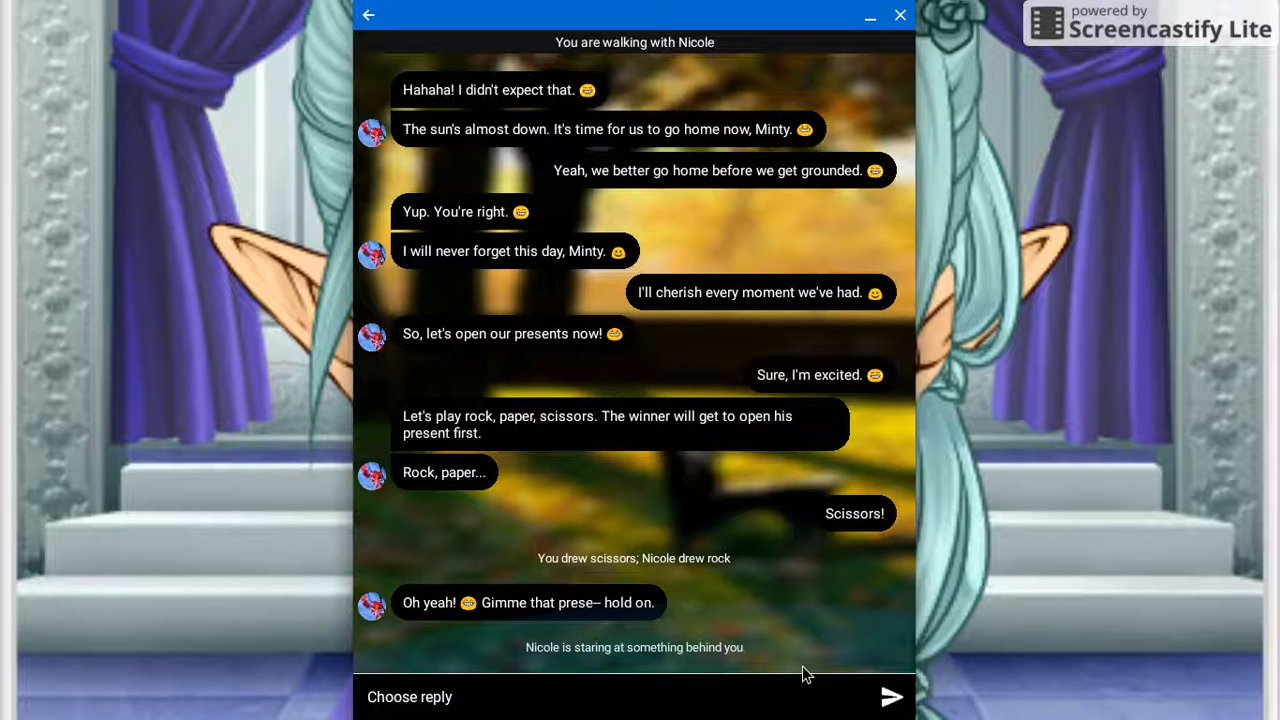 powered by
Screencastify Lite
You are walking with Nicole
Hahaha! I didn't expect that. 😁
The sun's almost down. It's time for us to go home now, Minty. 😁
Yeah, we better go home before we get grounded. 😁
Yup. You're right. 😁
I will never forget this day, Minty. ☺
I'll cherish every moment we've had. ☺
So, let's open our presents now! 😁
Sure, I'm excited. 😁
Let's play rock, paper, scissors. The winner will get to open his
present first.
Rock, paper...
Scissors!
You drew scissors; Nicole drew rock
Oh yeah! 😁 Gimme that prese– hold on.
Nicole is staring at something behind you
Choose reply